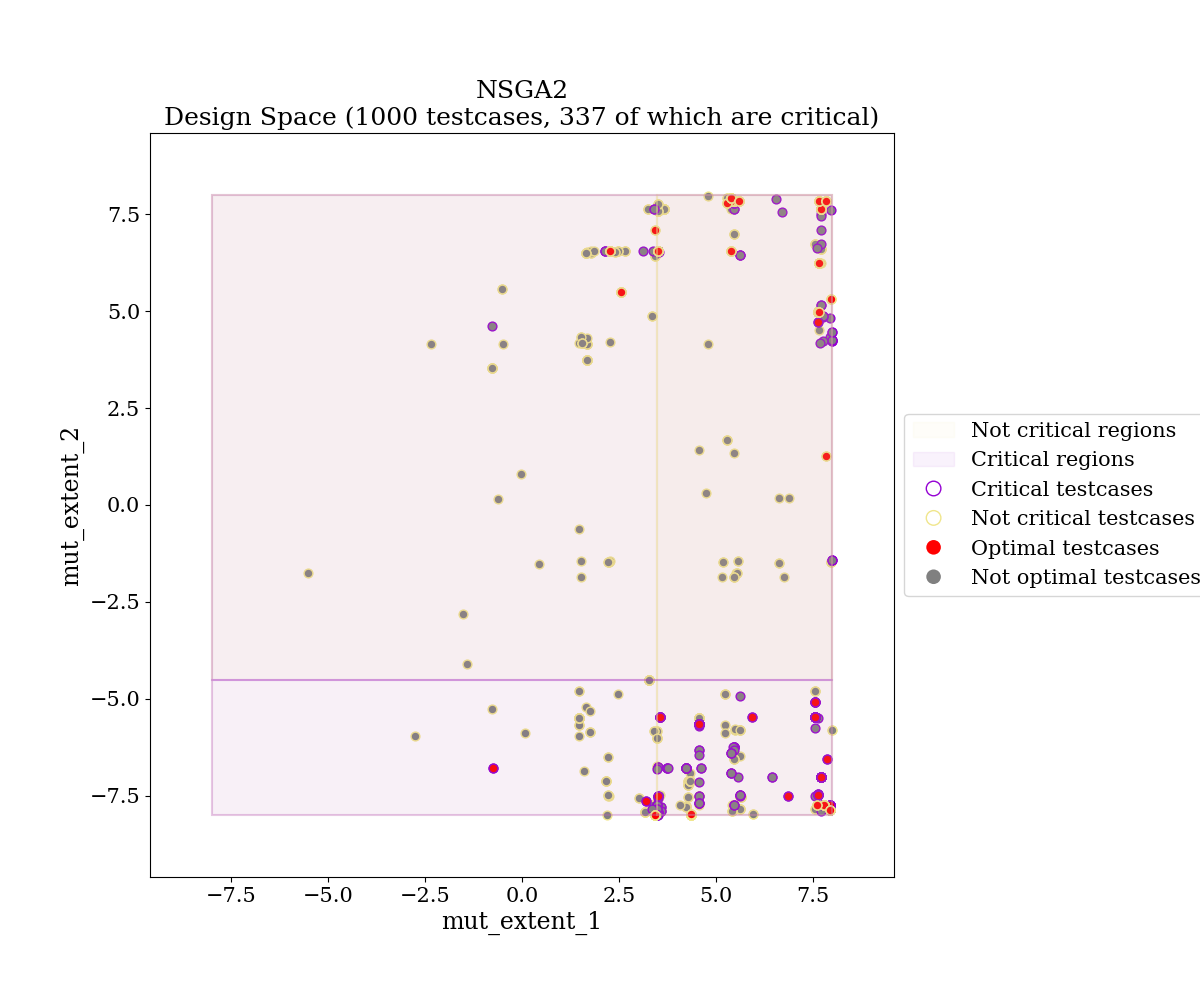 NSGA2
Design Space (1000 testcases, 337 of which are critical)
7.5
5.0
2.5
0.0
−2.5
−5.0
−7.5
mut_extent_2
−7.5
−5.0
−2.5
0.0
2.5
5.0
7.5
mut_extent_1
Not critical regions
Critical regions
Critical testcases
Not critical testcases
Optimal testcases
Not optimal testcases